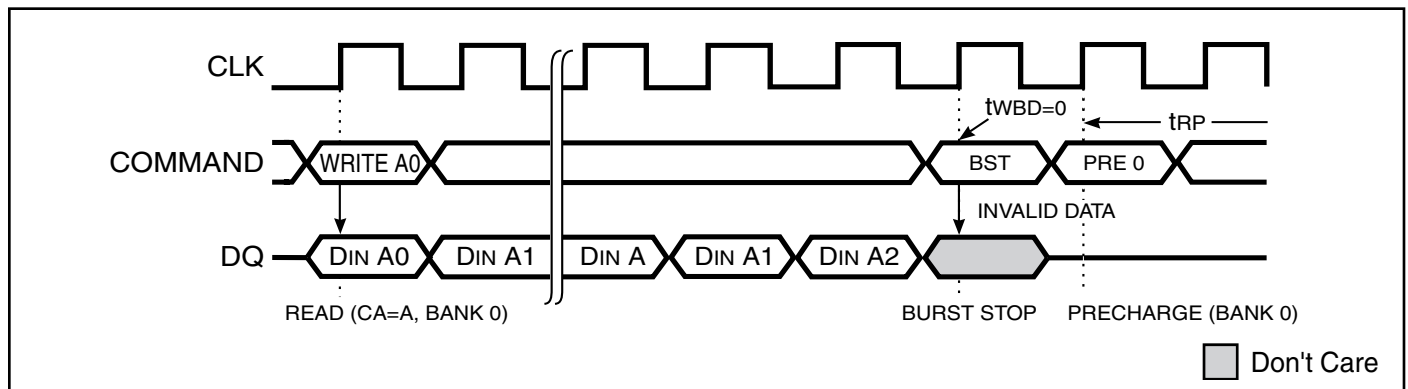 CLK
tWBD=0
tRP
COMMAND
WRITE A0
BST
PRE 0
INVALID DATA
DQ
DIN A0
DIN A1
DIN A
DIN A1
DIN A2
READ (CA=A, BANK 0)
BURST STOP
PRECHARGE (BANK 0)
Don't Care